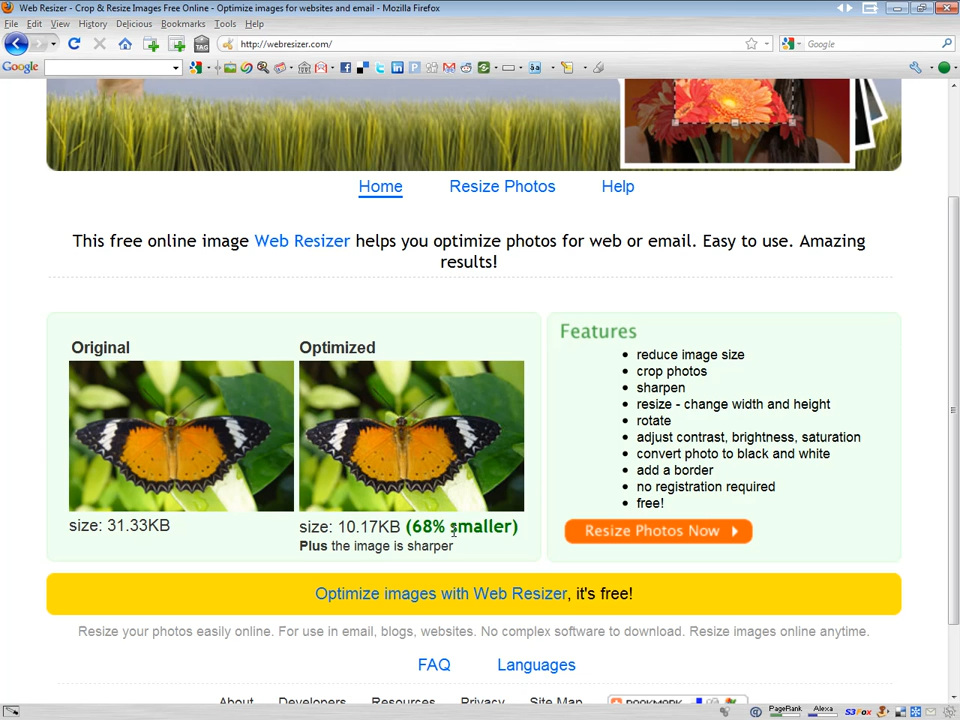 Web Resizer - Crop & Resize Images Free Online - Optimize images for websites and email - Mozilla Firefox
File Edit View History Delicious Bookmarks Tools Help
TAG http://webresizer.com/ Google
Google
Home Resize Photos Help
This free online image Web Resizer helps you optimize photos for web or email. Easy to use. Amazing
results!
Original Optimized
size: 31.33KB
size: 10.17KB (68% smaller)
Plus the image is sharper
Features
• reduce image size
• crop photos
• sharpen
• resize - change width and height
• rotate
• adjust contrast, brightness, saturation
• convert photo to black and white
• add a border
• no registration required
• free!
Resize Photos Now
Optimize images with Web Resizer, it's free!
Resize your photos easily online. For use in email, blogs, websites. No complex software to download. Resize images online anytime.
FAQ Languages
About Developers Resources Privacy Site Map BOOKMARK
PageRank Alexa S3Fox